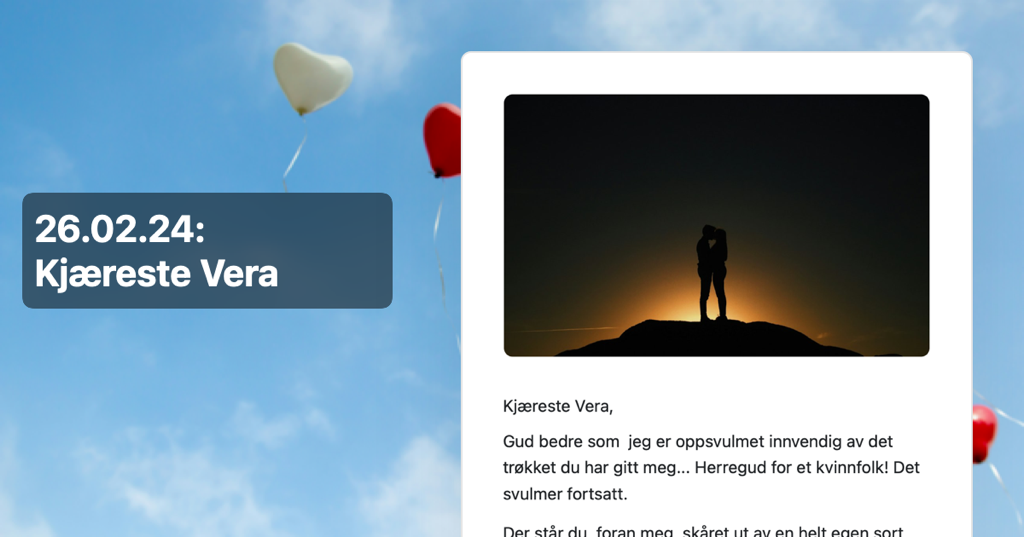 26.02.24:
Kjæreste Vera
Kjæreste Vera,
Gud bedre som  jeg er oppsvulmet innvendig av det
trøkket du har gitt meg... Herregud for et kvinnfolk! Det
svulmer fortsatt.
Der står du, foran meg, skåret ut av en helt egen sort